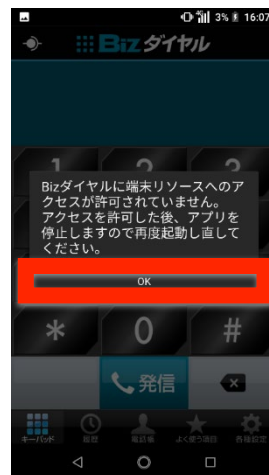 3% 16:07
Bizダイヤル
1 2 3
Bizダイヤルに端末リソースへのア
クセスが許可されていません。
アクセスを許可した後、アプリを
停止しますので再度起動し直して
ください。
OK
* 0 #
発信
キーパッド 履歴 電話帳 よく使う項目 各種設定